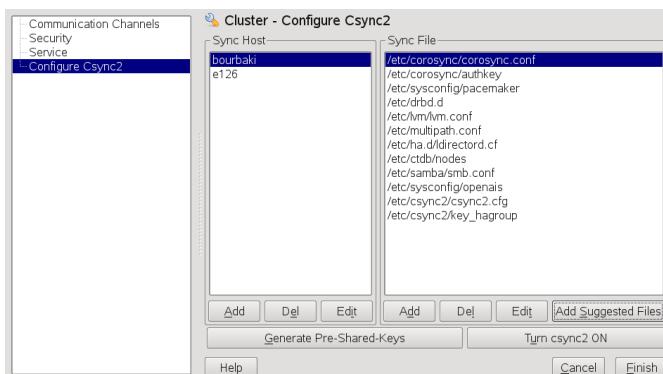 Communication Channels
Security
Service
Configure Csync2
Cluster - Configure Csync2
Sync Host
bourbaki
e126
Add Del Edit
Sync File
/etc/corosync/corosync.conf
/etc/corosync/authkey
/etc/sysconfig/pacemaker
/etc/drbd.d
/etc/lvm/lvm.conf
/etc/multipath.conf
/etc/ha.d/ldirectord.cf
/etc/ctdb/nodes
/etc/samba/smb.conf
/etc/sysconfig/openais
/etc/csync2/csync2.cfg
/etc/csync2/key_hagroup
Add Del Edit Add Suggested Files
Generate Pre-Shared-Keys Turn csync2 ON
Help Cancel Finish